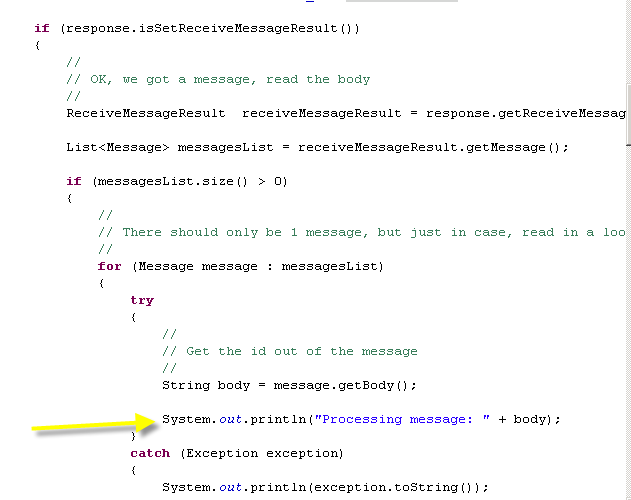 if (response.isSetReceiveMessageResult())
{
//
// OK, we got a message, read the body
//
ReceiveMessageResult  receiveMessageResult = response.getReceiveMessag
List<Message> messagesList = receiveMessageResult.getMessage();
if (messagesList.size() > 0)
{
//
// There should only be 1 message, but just in case, read in a loo
//
for (Message message : messagesList)
{
try
{
//
// Get the id out of the message
//
String body = message.getBody();
System.out.println("Processing message: " + body);
}
catch (Exception exception)
{
System.out.println(exception.toString());